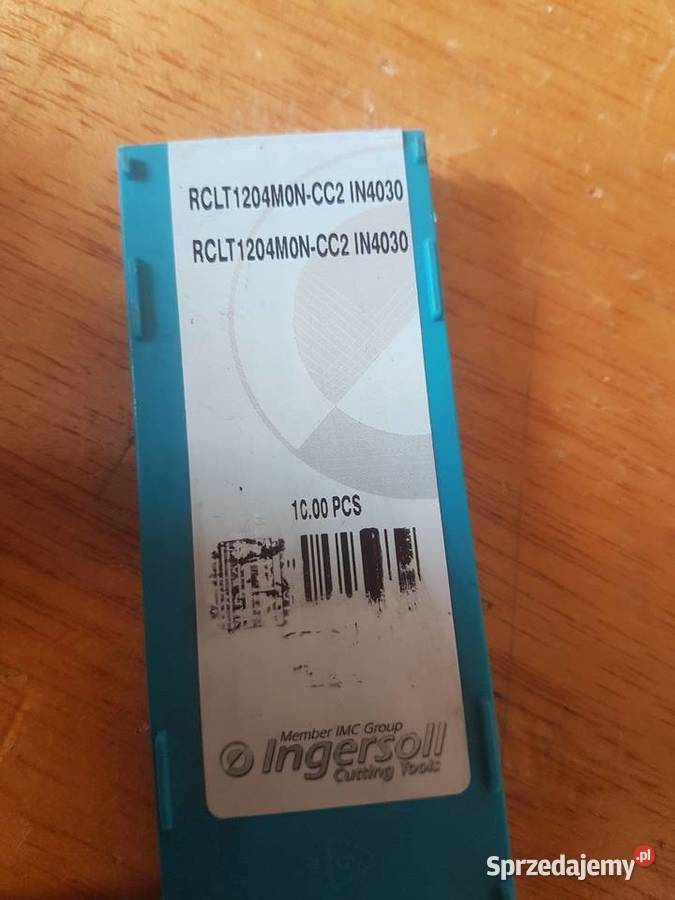 RCLT1204M0N-CC2 IN4030
RCLT1204M0N-CC2 IN4030
10.00 PCS
Member IMC Group
Ingersoll
Cutting Tools
Sprzedajemy.pl